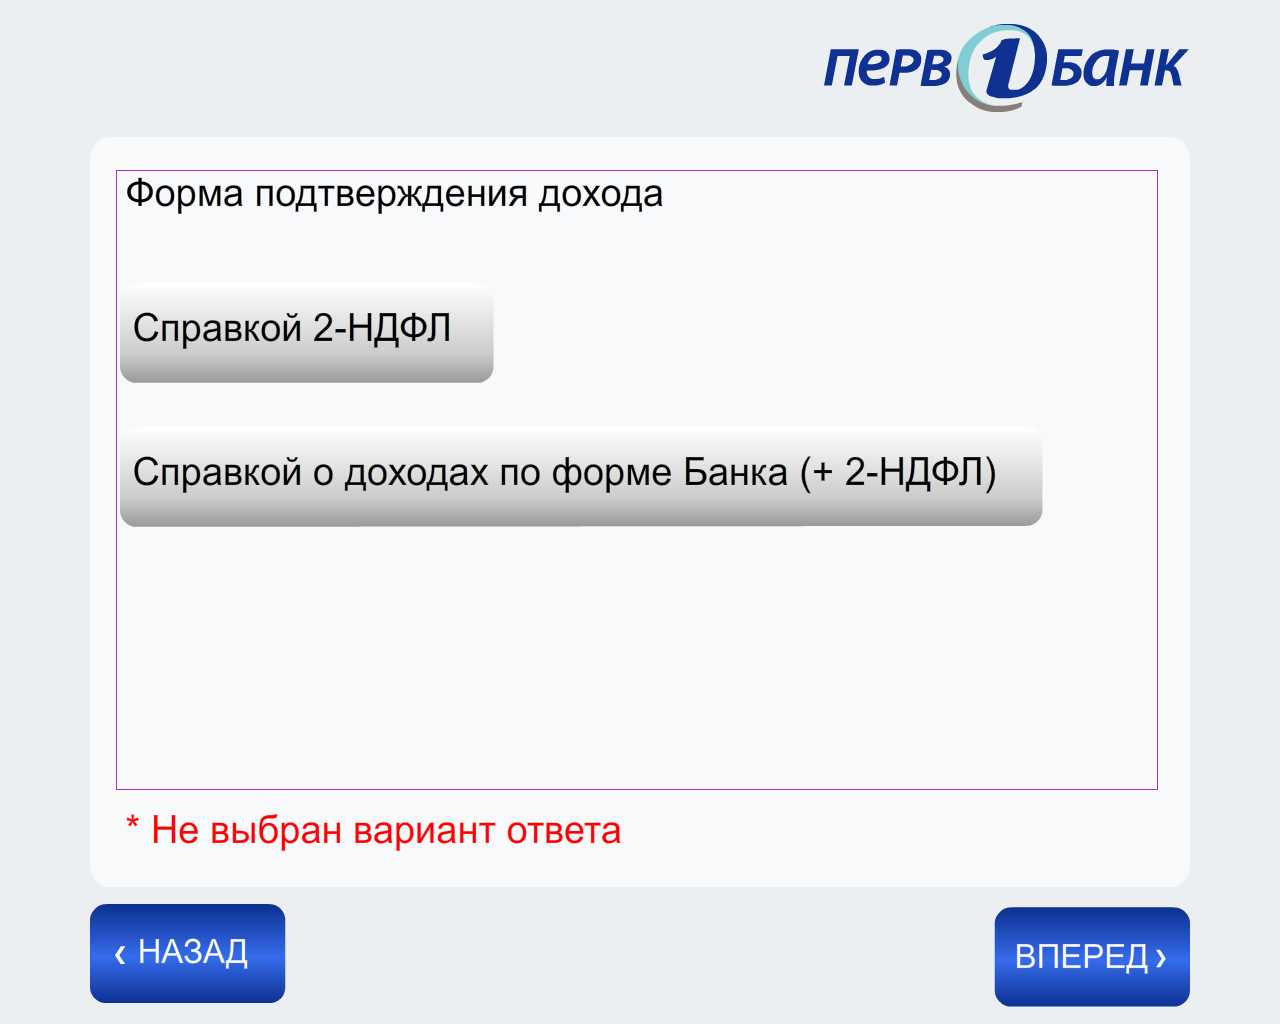 ПЕРВ1БАНК
Форма подтверждения дохода
Справкой 2-НДФЛ
Справкой о доходах по форме Банка (+ 2-НДФЛ)
* Не выбран вариант ответа
‹ НАЗАД
ВПЕРЕД ›